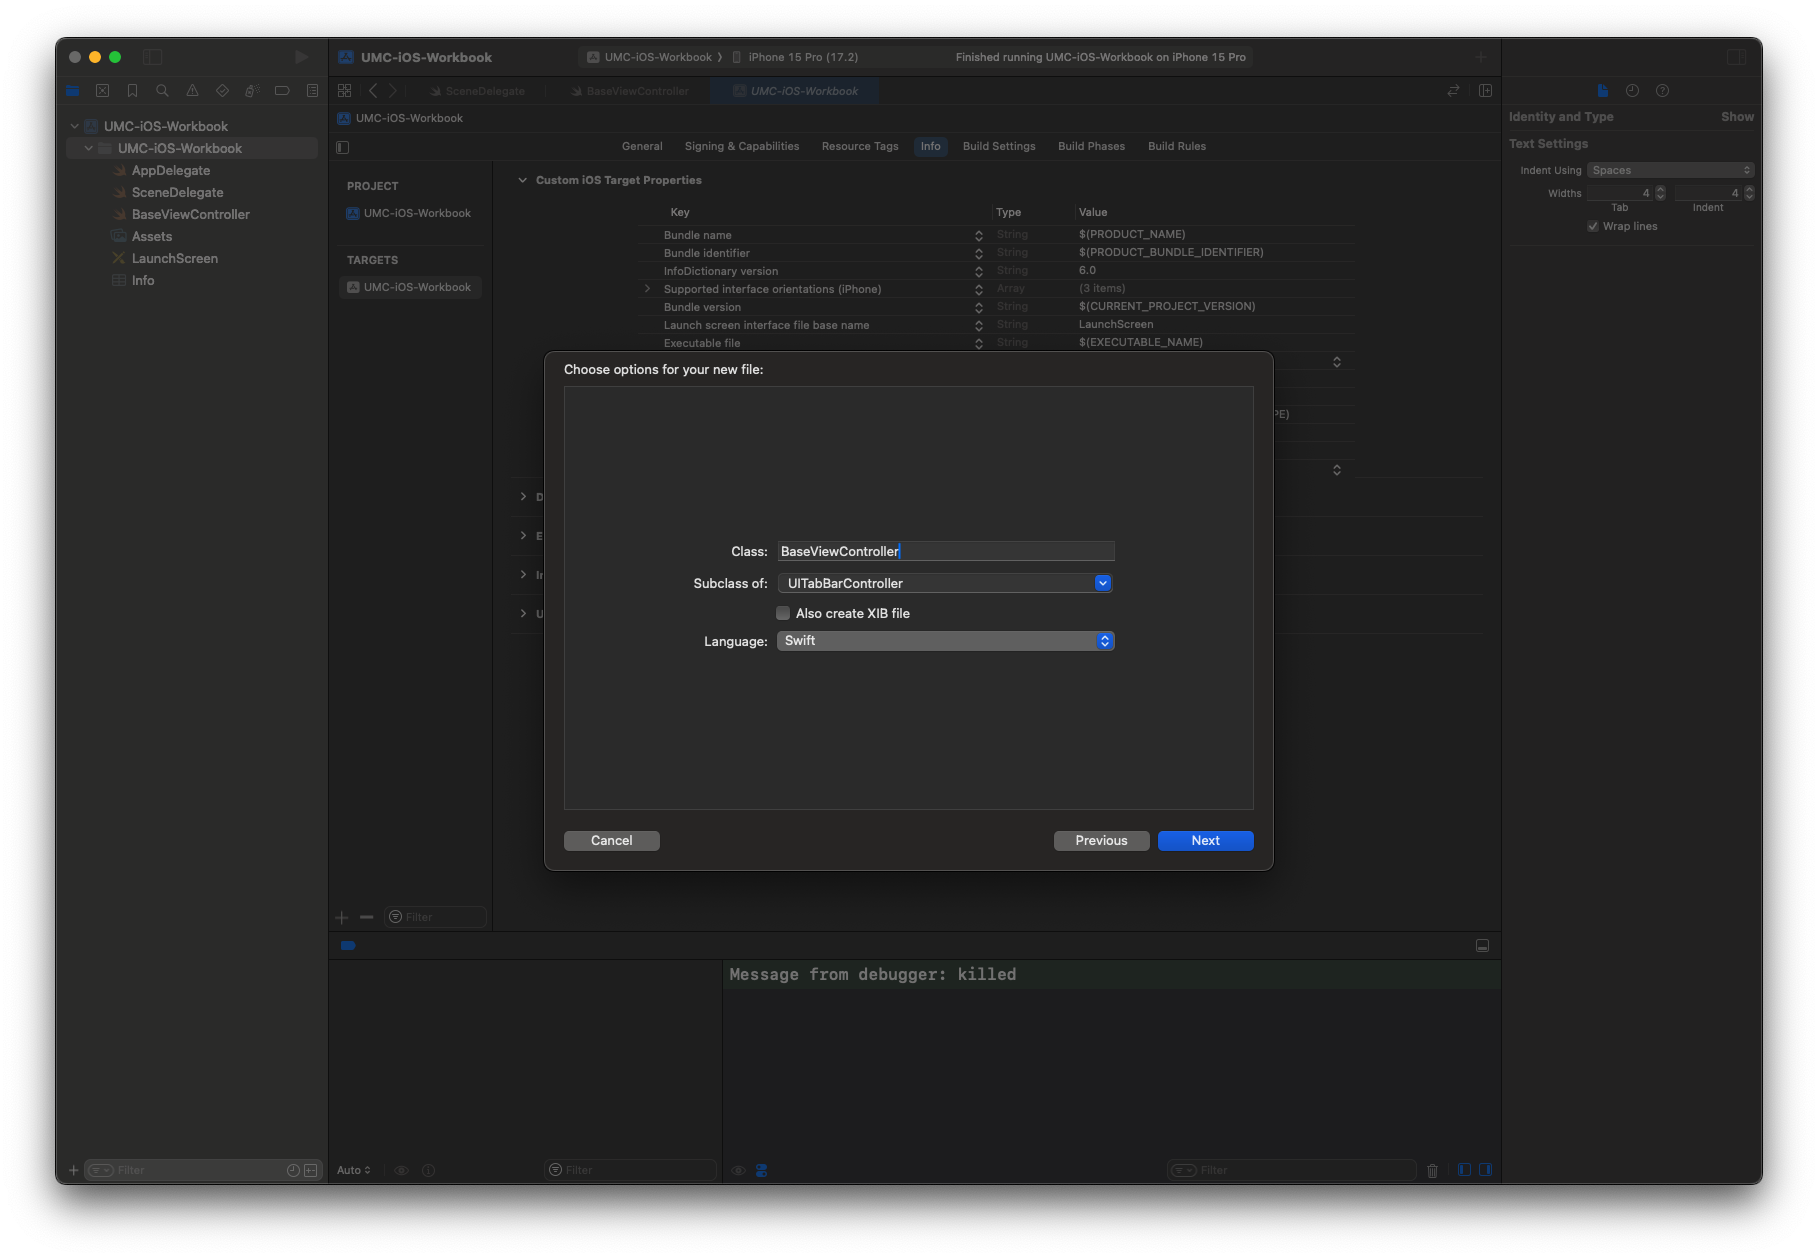 UMC-iOS-Workbook
UMC-iOS-Workbook
iPhone 15 Pro (17.2)
Finished running UMC-iOS-Workbook on iPhone 15 Pro
SceneDelegate
BaseViewController
UMC-iOS-Workbook
UMC-iOS-Workbook
UMC-iOS-Workbook
AppDelegate
SceneDelegate
BaseViewController
Assets
LaunchScreen
Info
UMC-iOS-Workbook
General
Signing & Capabilities
Resource Tags
Info
Build Settings
Build Phases
Build Rules
PROJECT
UMC-iOS-Workbook
TARGETS
UMC-iOS-Workbook
Custom iOS Target Properties
Key Type Value
Bundle name String $(PRODUCT_NAME)
Bundle identifier String $(PRODUCT_BUNDLE_IDENTIFIER)
InfoDictionary version String 6.0
Supported interface orientations (iPhone) Array (3 items)
Bundle version String $(CURRENT_PROJECT_VERSION)
Launch screen interface file base name String LaunchScreen
Executable file String $(EXECUTABLE_NAME)
PE)
D
E
U
Choose options for your new file:
Class: BaseViewController
Subclass of: UITabBarController
Also create XIB file
Language: Swift
Cancel
Previous
Next
Identity and Type Show
Text Settings
Indent Using Spaces
Widths 4 4
Tab Indent
Wrap lines
Filter
Message from debugger: killed
Filter
Auto
Filter
Filter